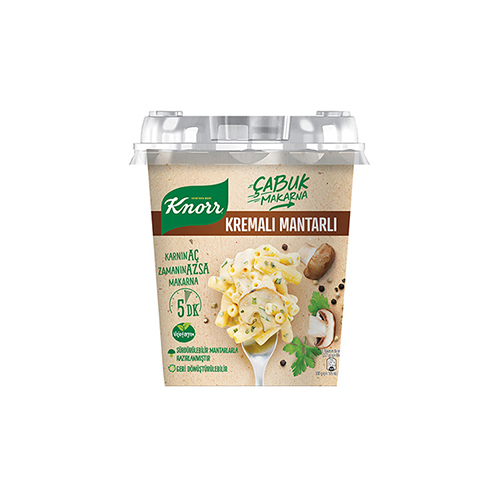 Knorr
ÇABUK
MAKARNA
KREMALI MANTARLI
KARNIN AÇ
ZAMANIN AZSA
MAKARNA
5 DK
SÜRDÜRÜLEBİLİR MANTARLARLA
HAZIRLANMIŞTIR
GERİ DÖNÜŞTÜRÜLEBİLİR